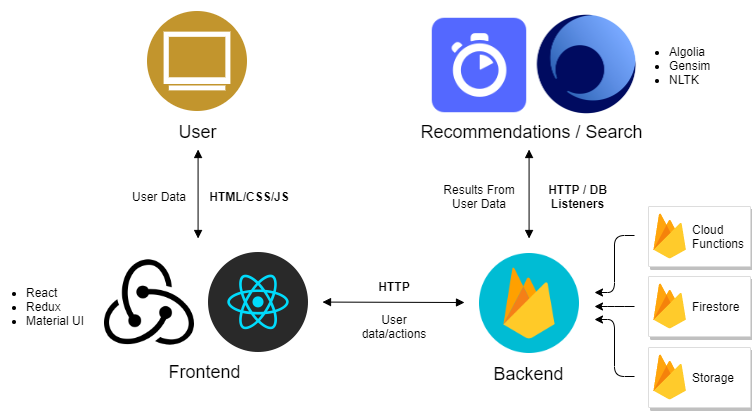 Algolia
Gensim
NLTK
User
Recommendations / Search
User Data
HTML/CSS/JS
Results From
User Data
HTTP / DB
Listeners
Cloud
Functions
React
Redux
Material UI
HTTP
User
data/actions
Firestore
Frontend
Backend
Storage